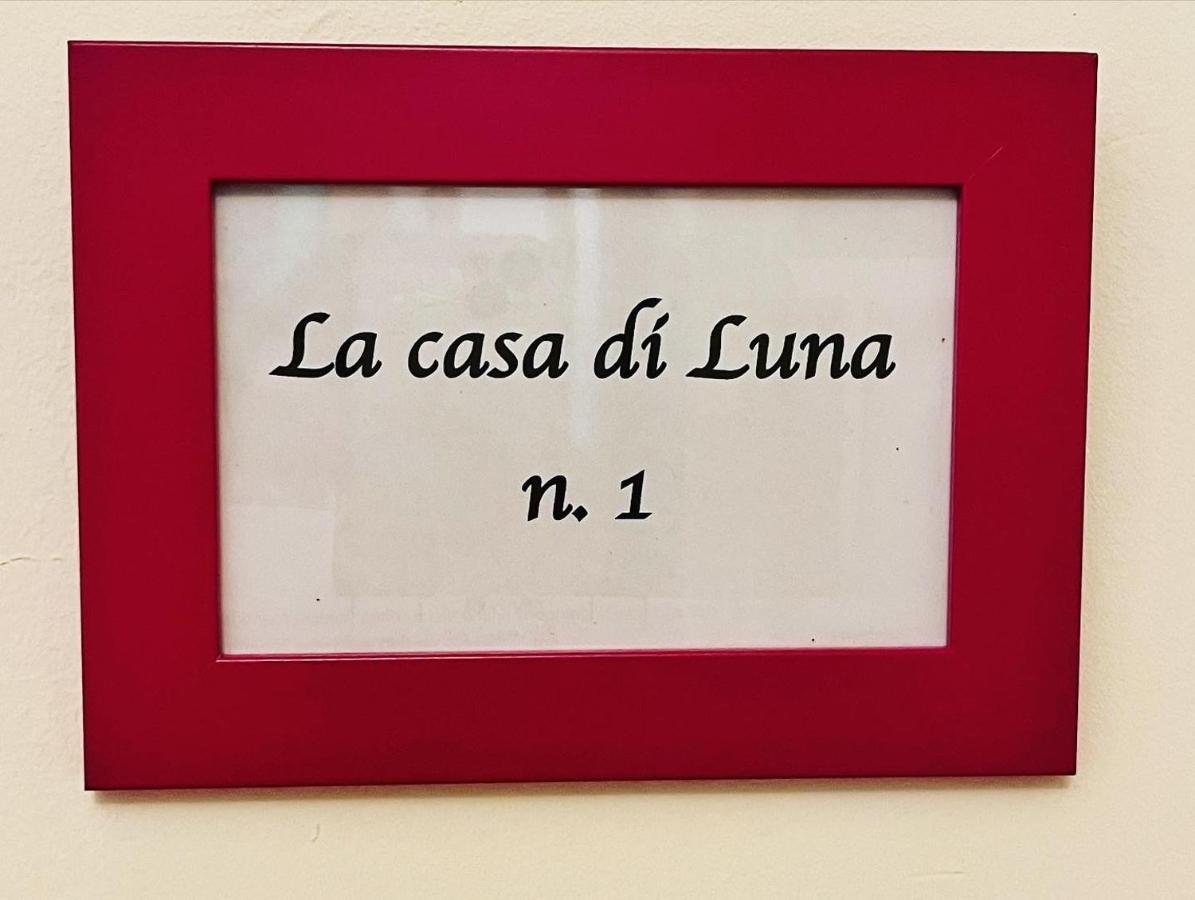 La casa di Luna
n. 1